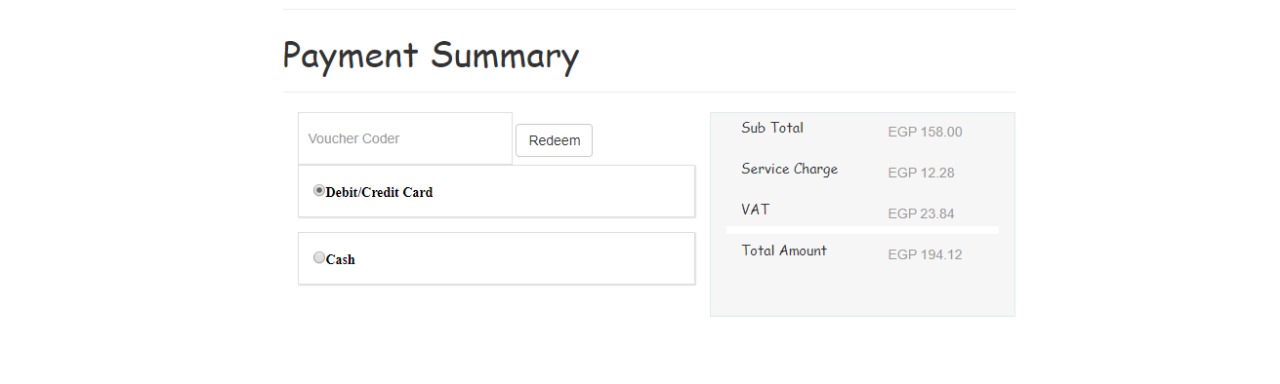 Payment Summary
Voucher Coder
Redeem
Debit/Credit Card
Cash
Sub Total EGP 158.00
Service Charge EGP 12.28
VAT EGP 23.84
Total Amount EGP 194.12